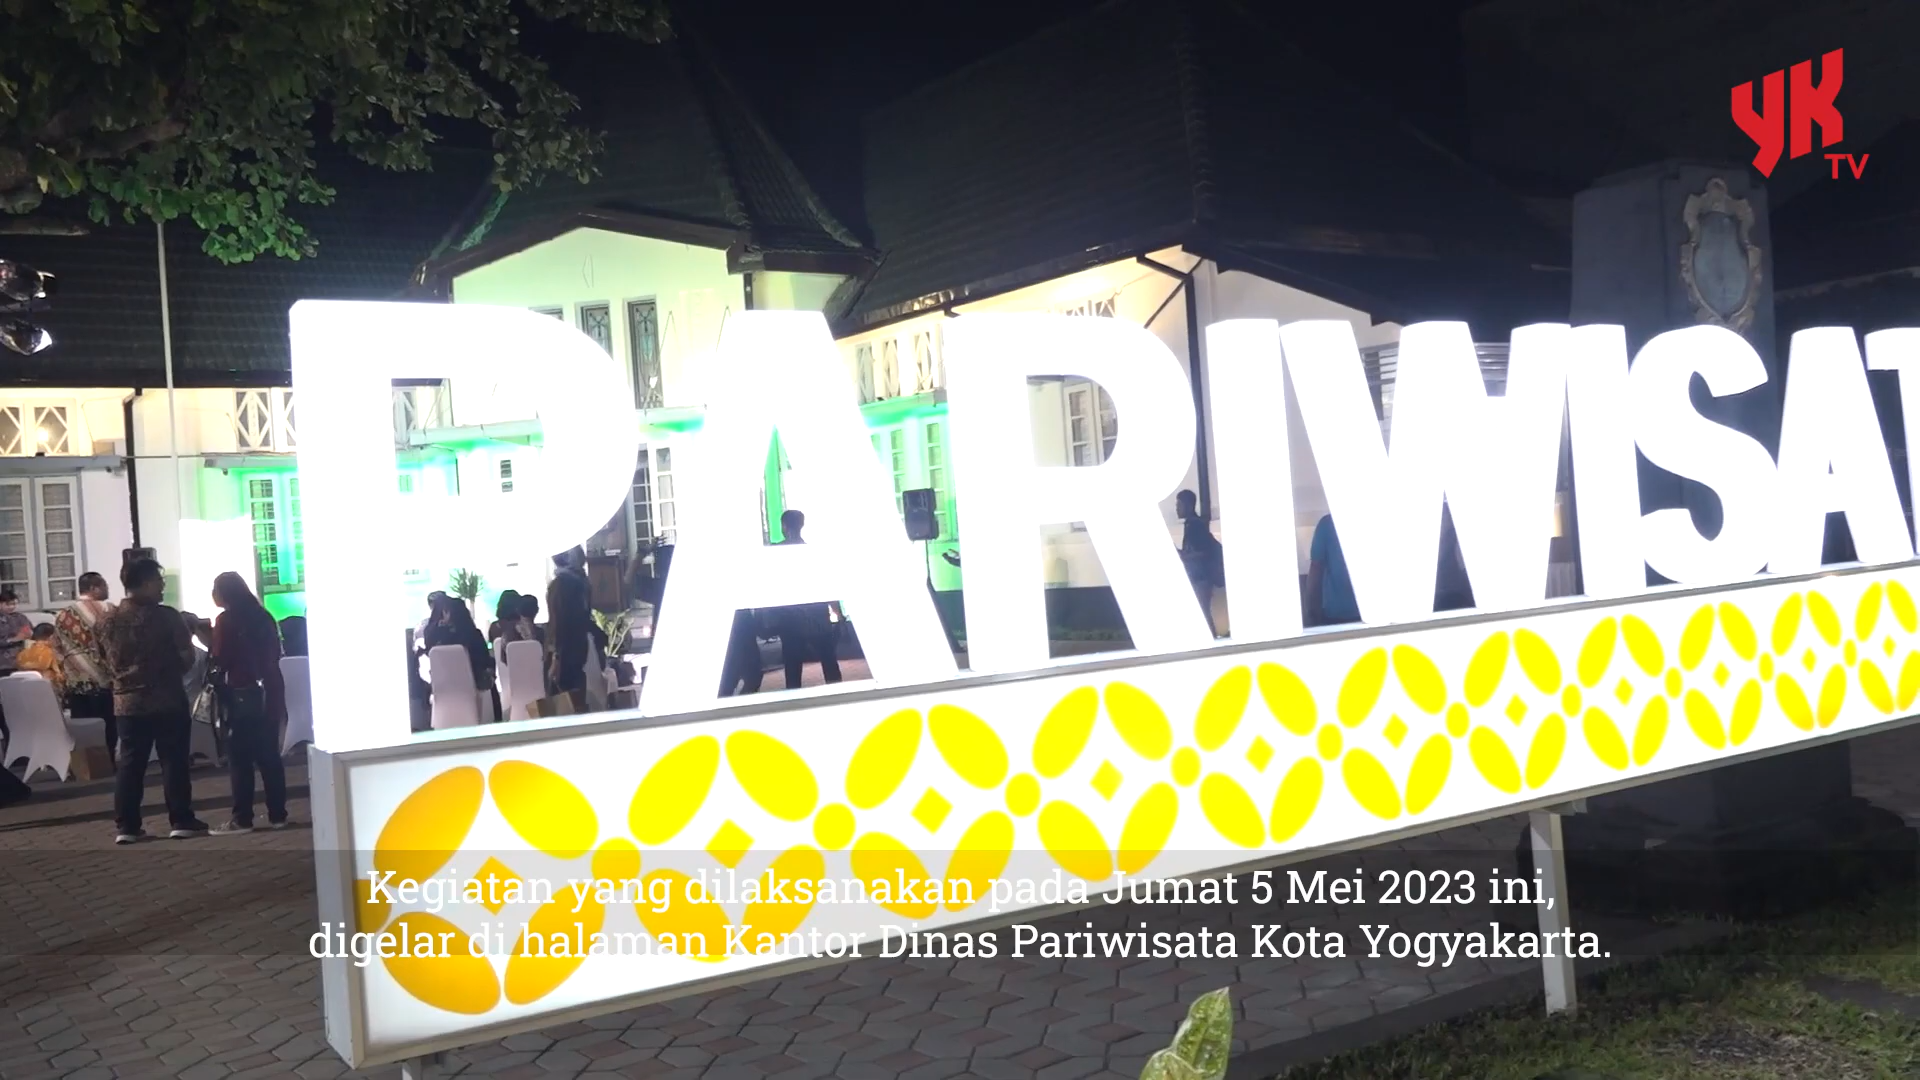 YK
TV
PARIWISAT
Kegiatan yang dilaksanakan pada Jumat 5 Mei 2023 ini,
digelar di halaman Kantor Dinas Pariwisata Kota Yogyakarta.